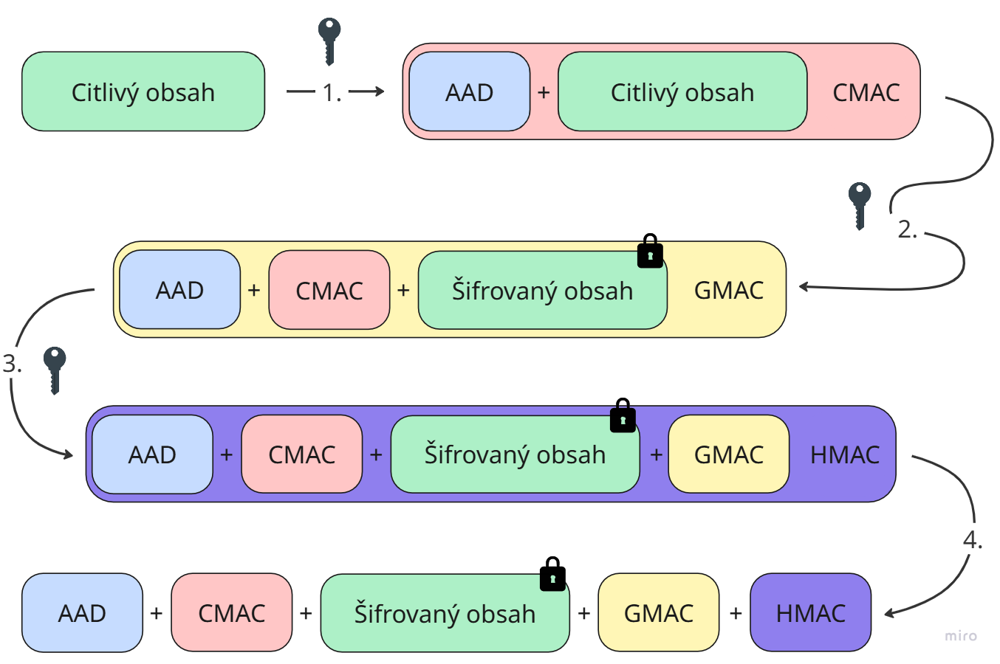 Citlivý obsah
1.
AAD + Citlivý obsah CMAC
2.
AAD + CMAC + Šifrovaný obsah GMAC
3.
AAD + CMAC + Šifrovaný obsah + GMAC HMAC
4.
AAD + CMAC + Šifrovaný obsah + GMAC + HMAC
miro